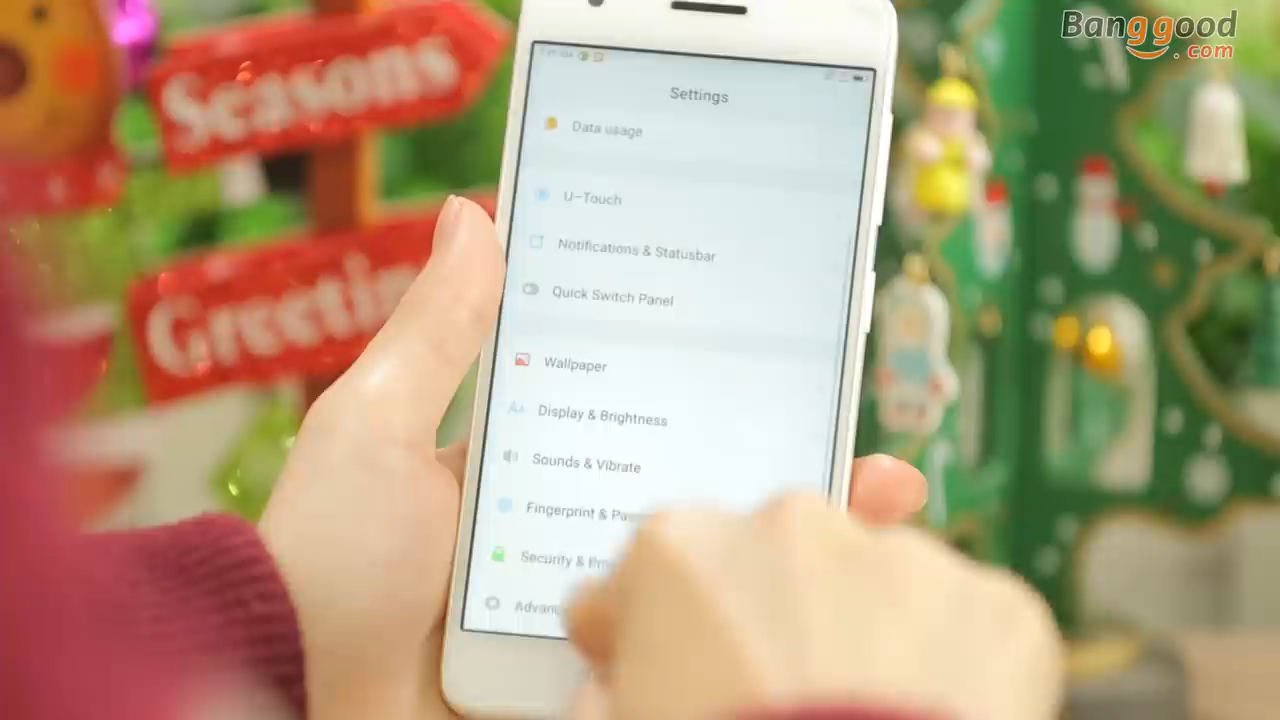 Banggood
.com
Seasons
Greetin
Settings
Data usage
U-Touch
Notifications & Statusbar
Quick Switch Panel
Wallpaper
Display & Brightness
Sounds & Vibrate
Fingerprint & Pa
Security &
Advan